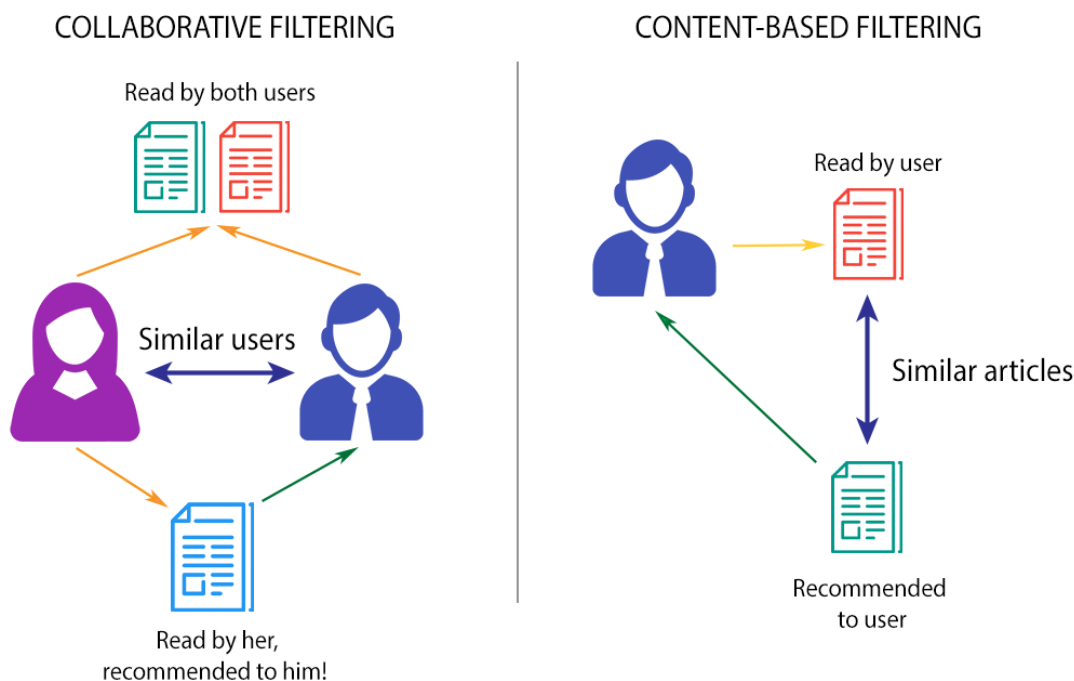 COLLABORATIVE FILTERING
Read by both users
Similar users
Read by her,
recommended to him!
CONTENT-BASED FILTERING
Read by user
Similar articles
Recommended
to user